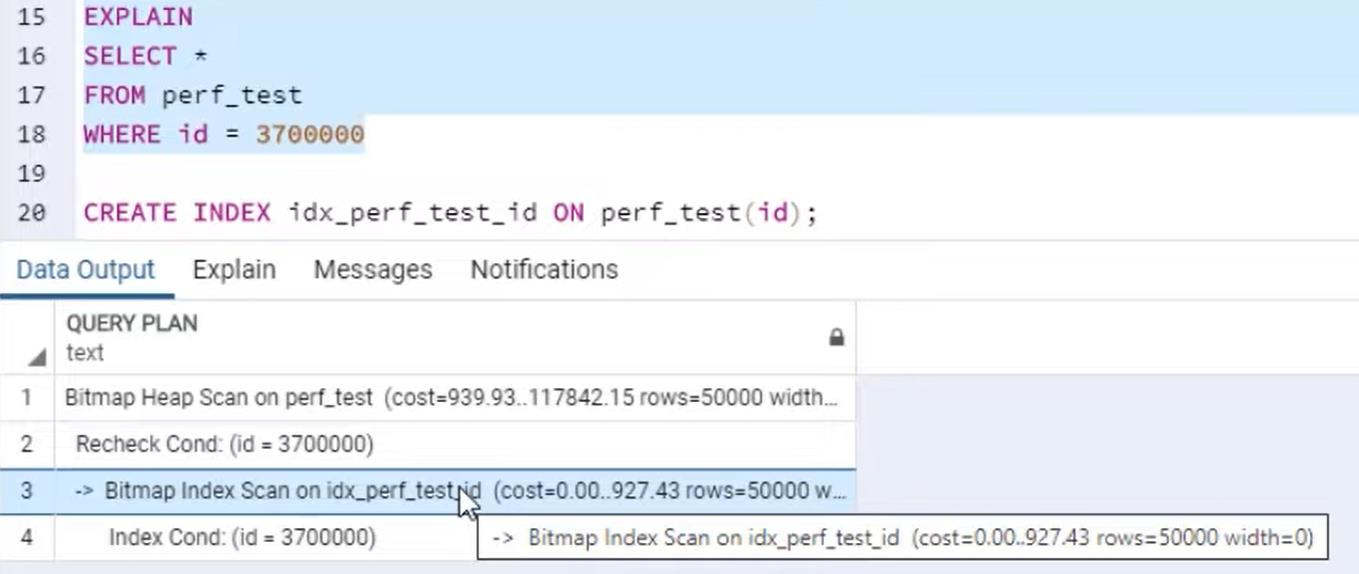 15 EXPLAIN
16 SELECT *
17 FROM perf_test
18 WHERE id = 3700000
19
20 CREATE INDEX idx_perf_test_id ON perf_test(id);
Data Output Explain Messages Notifications
QUERY PLAN
text
1 Bitmap Heap Scan on perf_test (cost=939.93..117842.15 rows=50000 width...
2 Recheck Cond: (id = 3700000)
3 -> Bitmap Index Scan on idx_perf_test_id (cost=0.00..927.43 rows=50000 w...
4 Index Cond: (id = 3700000)
-> Bitmap Index Scan on idx_perf_test_id (cost=0.00..927.43 rows=50000 width=0)